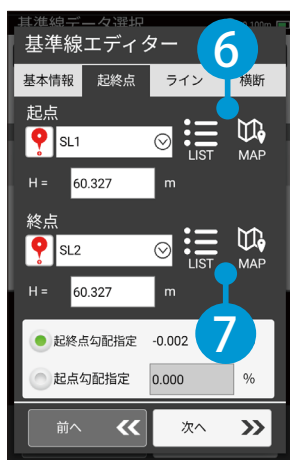 基準線データ選択
100m
基準線エディター
6
基本情報 起終点 ライン 横断
起点
SL1
LIST MAP
H = 60.327 m
終点
SL2
LIST MAP
H = 60.327 m
7
起終点勾配指定 -0.002
起点勾配指定 0.000 %
前へ 次へ